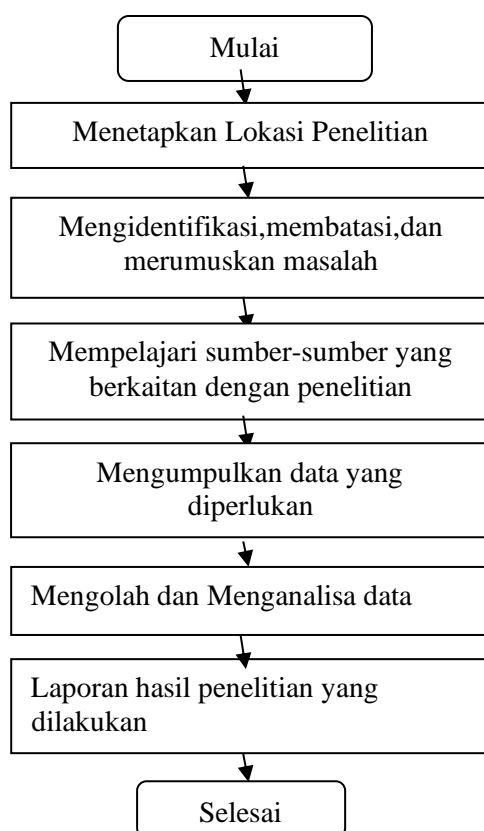 Mulai
Menetapkan Lokasi Penelitian
Mengidentifikasi,membatasi,dan
merumuskan masalah
Mempelajari sumber-sumber yang
berkaitan dengan penelitian
Mengumpulkan data yang
diperlukan
Mengolah dan Menganalisa data
Laporan hasil penelitian yang
dilakukan
Selesai